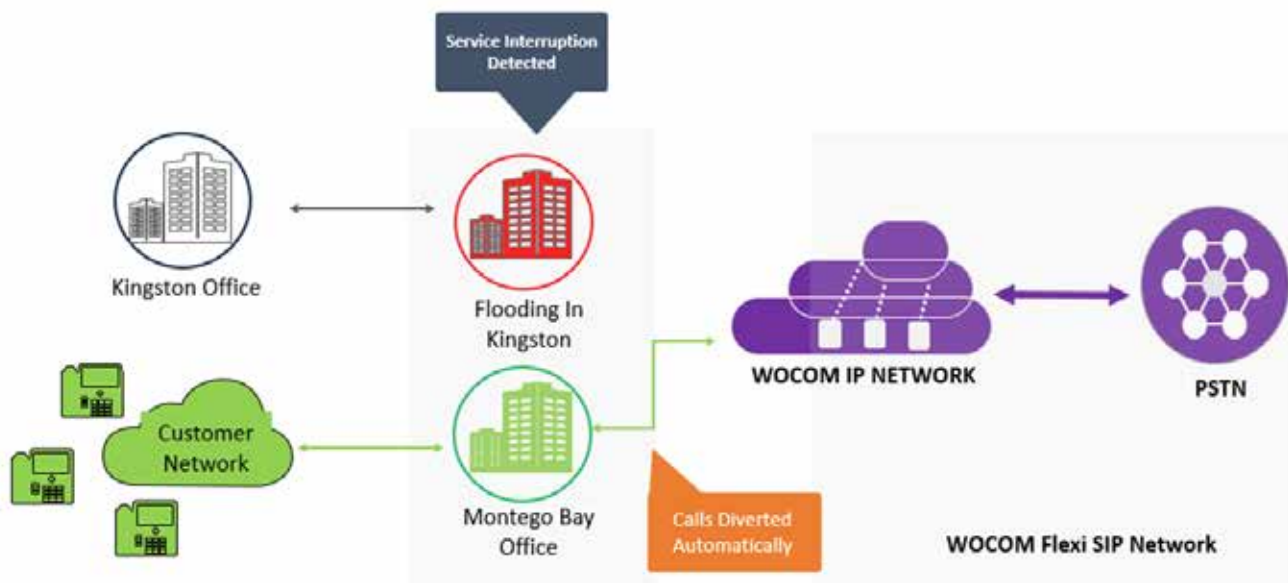 Service Interruption
Detected
Kingston Office
Flooding In
Kingston
WOCOM IP NETWORK
PSTN
Customer
Network
Montego Bay
Office
Calls Diverted
Automatically
WOCOM Flexi SIP Network